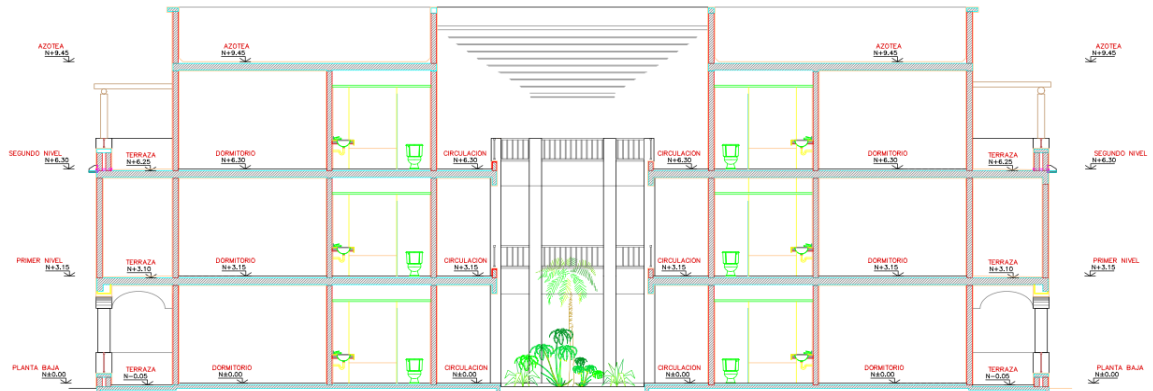 AZOTEA
N+9.45
AZOTEA
N+9.45
AZOTEA
N+9.45
AZOTEA
N+9.45
SEGUNDO NIVEL
N+6.30
TERRAZA
N+6.25
DORMITORIO
N+6.30
CIRCULACION
N+6.30
CIRCULACION
N+6.30
DORMITORIO
N+6.30
TERRAZA
N+6.25
SEGUNDO NIVEL
N+6.30
PRIMER NIVEL
N+3.15
TERRAZA
N+3.10
DORMITORIO
N+3.15
CIRCULACION
N+3.15
CIRCULACION
N+3.15
DORMITORIO
N+3.15
TERRAZA
N+3.10
PRIMER NIVEL
N+3.15
PLANTA BAJA
N±0.00
TERRAZA
N-0.05
DORMITORIO
N±0.00
CIRCULACION
N±0.00
CIRCULACION
N±0.00
DORMITORIO
N±0.00
TERRAZA
N-0.05
PLANTA BAJA
N±0.00